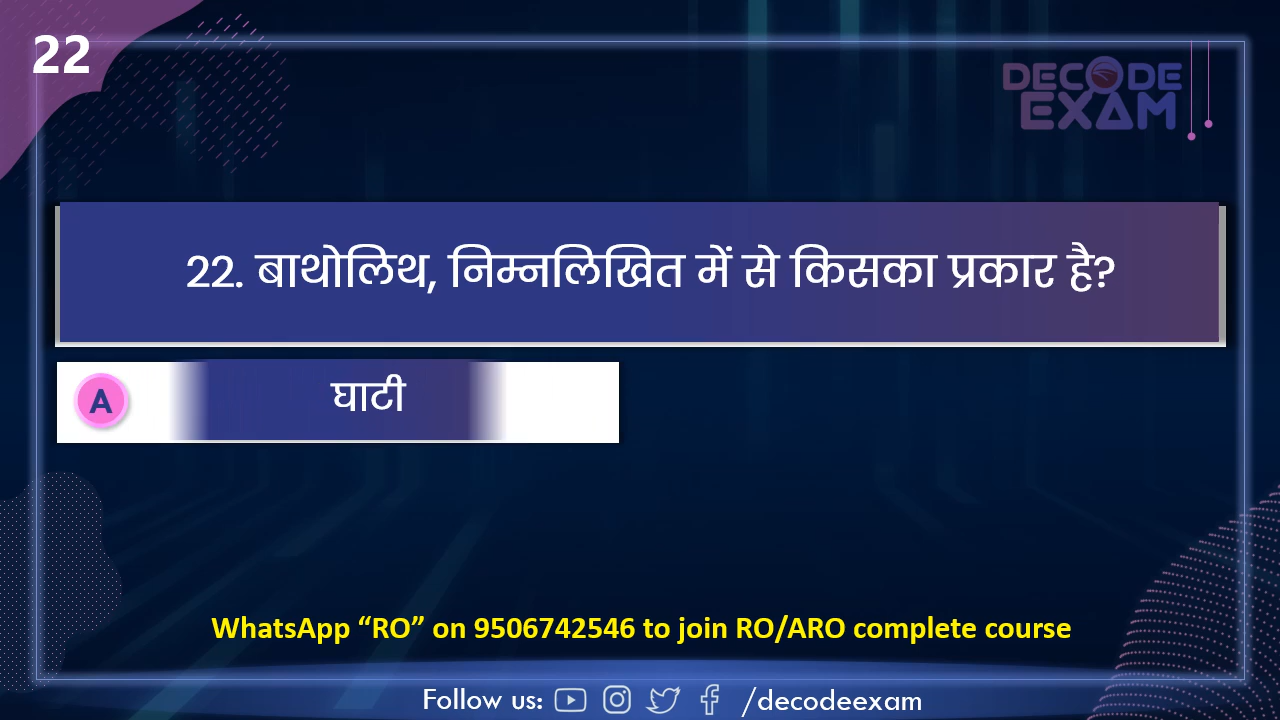 22
DECODE
EXAM
22. बाथोलिथ, निम्नलिखित में से किसका प्रकार है?
A घाटी
WhatsApp “RO” on 9506742546 to join RO/ARO complete course
Follow us: /decodeexam